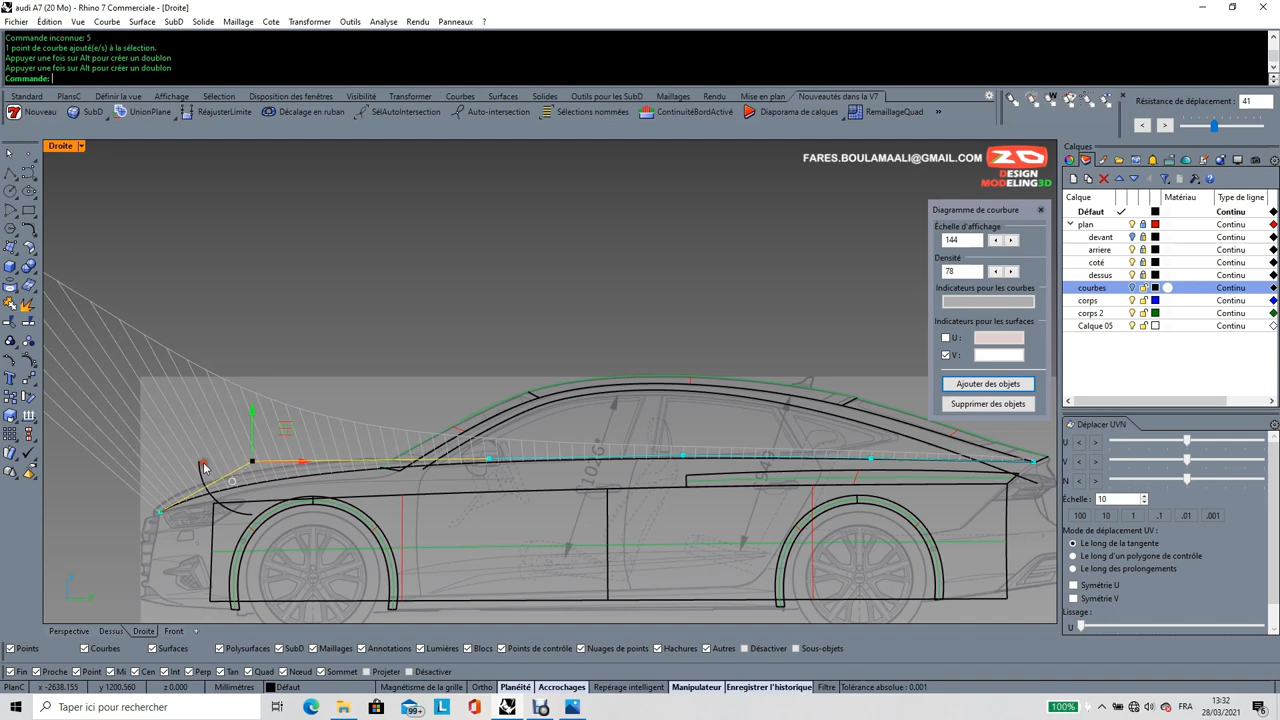 audi A7 (20 Mo) - Rhino 7 Commerciale - [Droite]
Fichier Édition Vue Courbe Surface SubD Solide Maillage Cote Transformer Outils Analyse Rendu Panneaux ?
Commande inconnue: 5
1 point de courbe ajouté(e/s) à la sélection.
Appuyer une fois sur Alt pour créer un doublon
Appuyer une fois sur Alt pour créer un doublon
Commande:
Standard PlansC Définir la vue Affichage Sélection Disposition des fenêtres Visibilité Transformer Courbes Surfaces Solides Outils pour les SubD Maillages Rendu Mise en plan Nouveautés dans la V7
Nouveau SubD UnionPlane RéajusterLimite Décalage en ruban SélAutoIntersection Auto-intersection Sélections nommées ContinuitéBordActivé Diaporama de calques RemaillageQuad »
Résistance de déplacement : 41
< >
Droite
FARES.BOULAMAALI@GMAIL.COM
2D
DESIGN
MODELING3D
Diagramme de courbure
Échelle d'affichage
144
Densité
78
Indicateurs pour les courbes
Indicateurs pour les surfaces
U :
V :
Ajouter des objets
Supprimer des objets
Calques
Calque Matériau Type de ligne
Défaut Continu
plan Continu
devant Continu
arriere Continu
coté Continu
dessus Continu
courbes Continu
corps Continu
corps 2 Continu
Calque 05 Continu
Déplacer UVN
U < >
V < >
N < >
Échelle : 10
100 10 1 .1 .01 .001
Mode de déplacement UV :
Le long de la tangente
Le long d'un polygone de contrôle
Le long des prolongements
Symétrie U
Symétrie V
Lissage :
U
Perspective Dessus Droite Front
Points Courbes Surfaces Polysurfaces SubD Maillages Annotations Lumières Blocs Points de contrôle Nuages de points Hachures Autres Désactiver Sous-objets
Fin Proche Point Mi Cen Int Perp Tan Quad Nœud Sommet Projeter Désactiver
PlanC x -2638.155 y 1200.560 z 0.000 Millimètres Défaut Magnétisme de la grille Ortho Planéité Accrochages Repérage intelligent Manipulateur Enregistrer l'historique Filtre Tolérance absolue : 0.001
Taper ici pour rechercher
99+
100%
FRA
13:32
28/03/2021
6